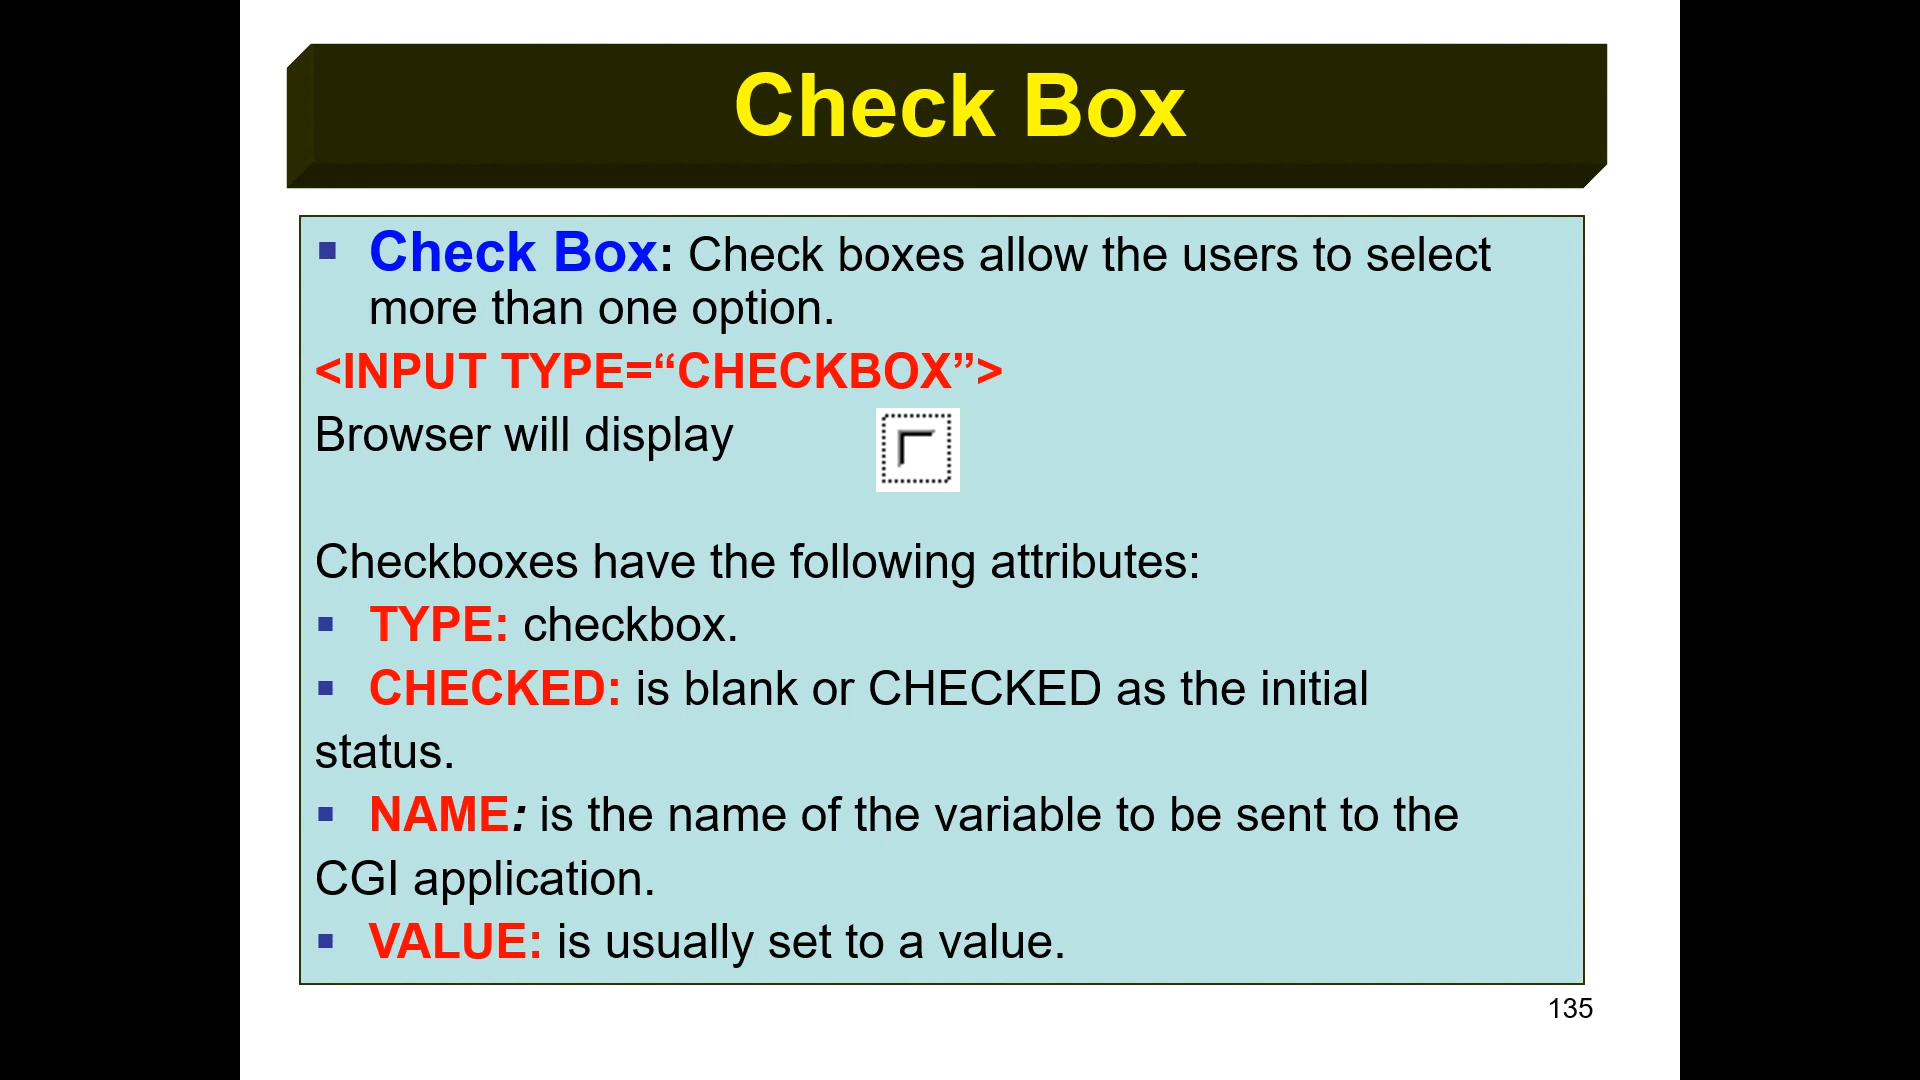 Check Box
Check Box: Check boxes allow the users to select
more than one option.
<INPUT TYPE=“CHECKBOX”>
Browser will display
Checkboxes have the following attributes:
TYPE: checkbox.
CHECKED: is blank or CHECKED as the initial
status.
NAME: is the name of the variable to be sent to the
CGI application.
VALUE: is usually set to a value.
135